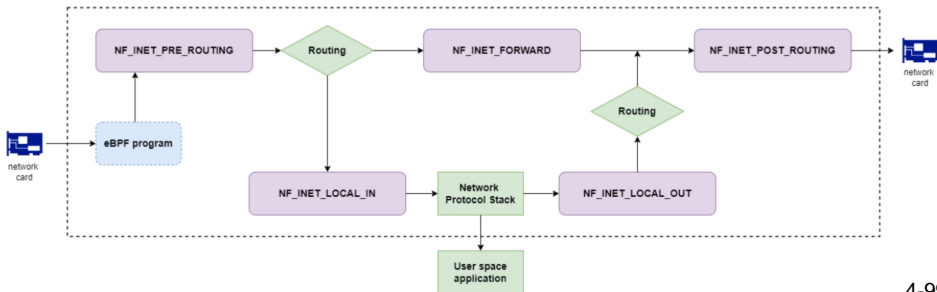 NF_INET_PRE_ROUTING
Routing
NF_INET_FORWARD
NF_INET_POST_ROUTING
network
card
Routing
eBPF program
network
card
NF_INET_LOCAL_IN
Network
Protocol Stack
NF_INET_LOCAL_OUT
User space
application